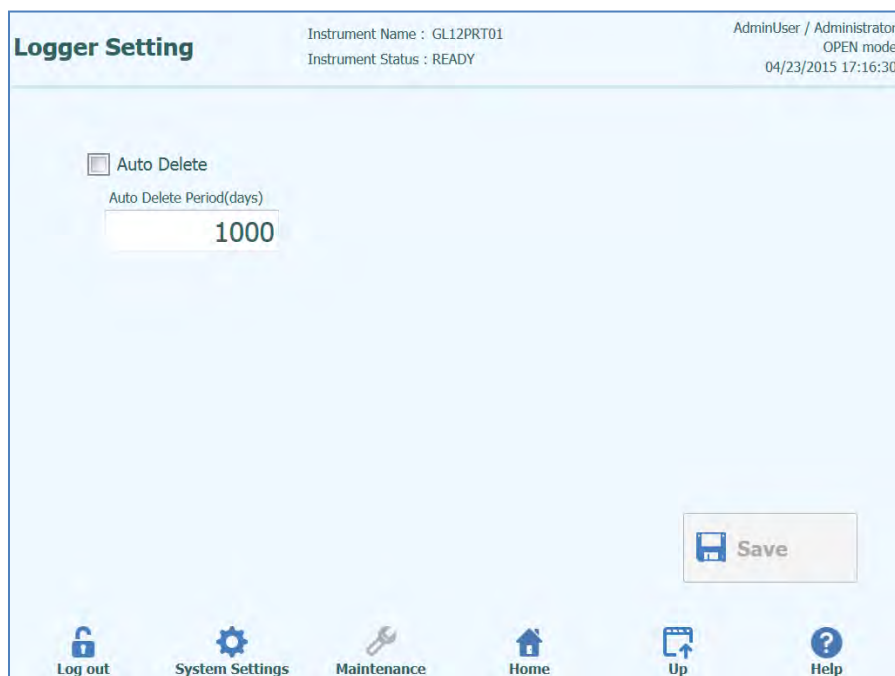 Logger Setting
Instrument Name : GL12PRT01
Instrument Status : READY
AdminUser / Administrator
OPEN mode
04/23/2015 17:16:30
Auto Delete
Auto Delete Period(days)
1000
Save
Log out
System Settings
Maintenance
Home
Up
Help